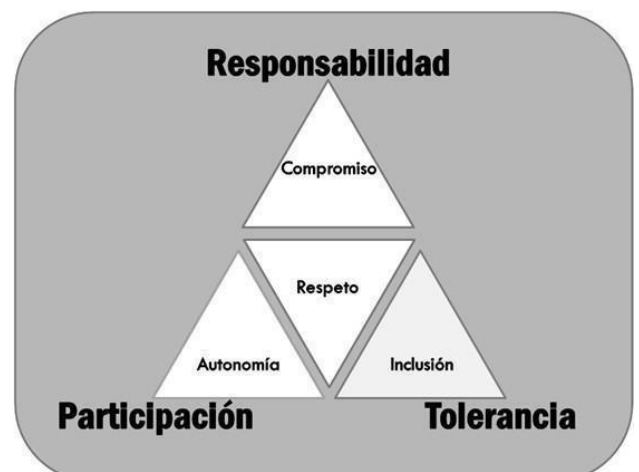 Responsabilidad
Compromiso
Respeto
Autonomía
Inclusión
Participación
Tolerancia